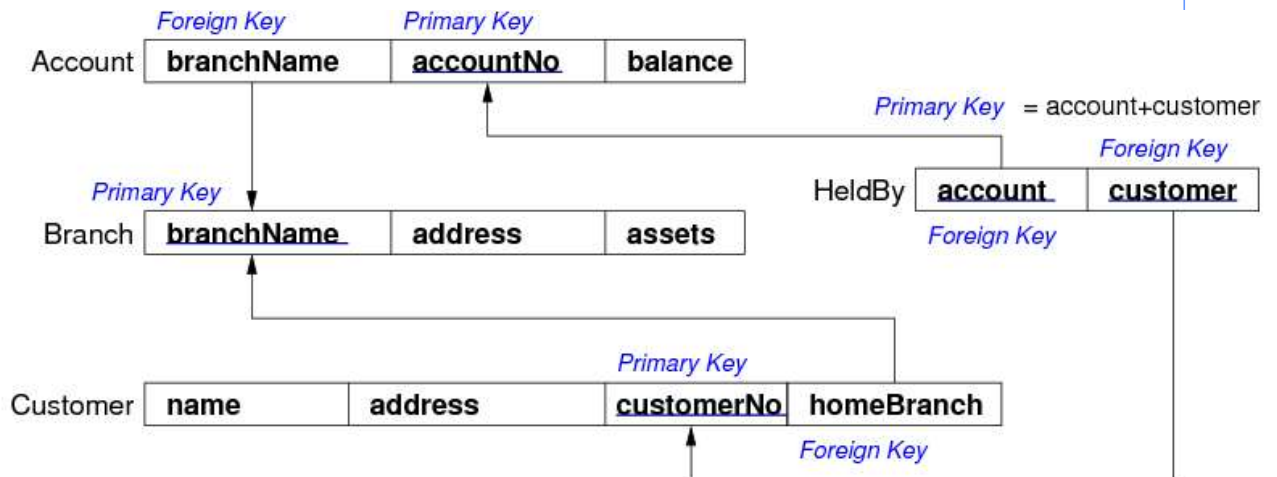 Foreign Key Primary Key
Account branchName accountNo balance
Primary Key = account+customer
Foreign Key
Primary Key
HeldBy account customer
Branch branchName address assets
Foreign Key
Primary Key
Customer name address customerNo homeBranch
Foreign Key